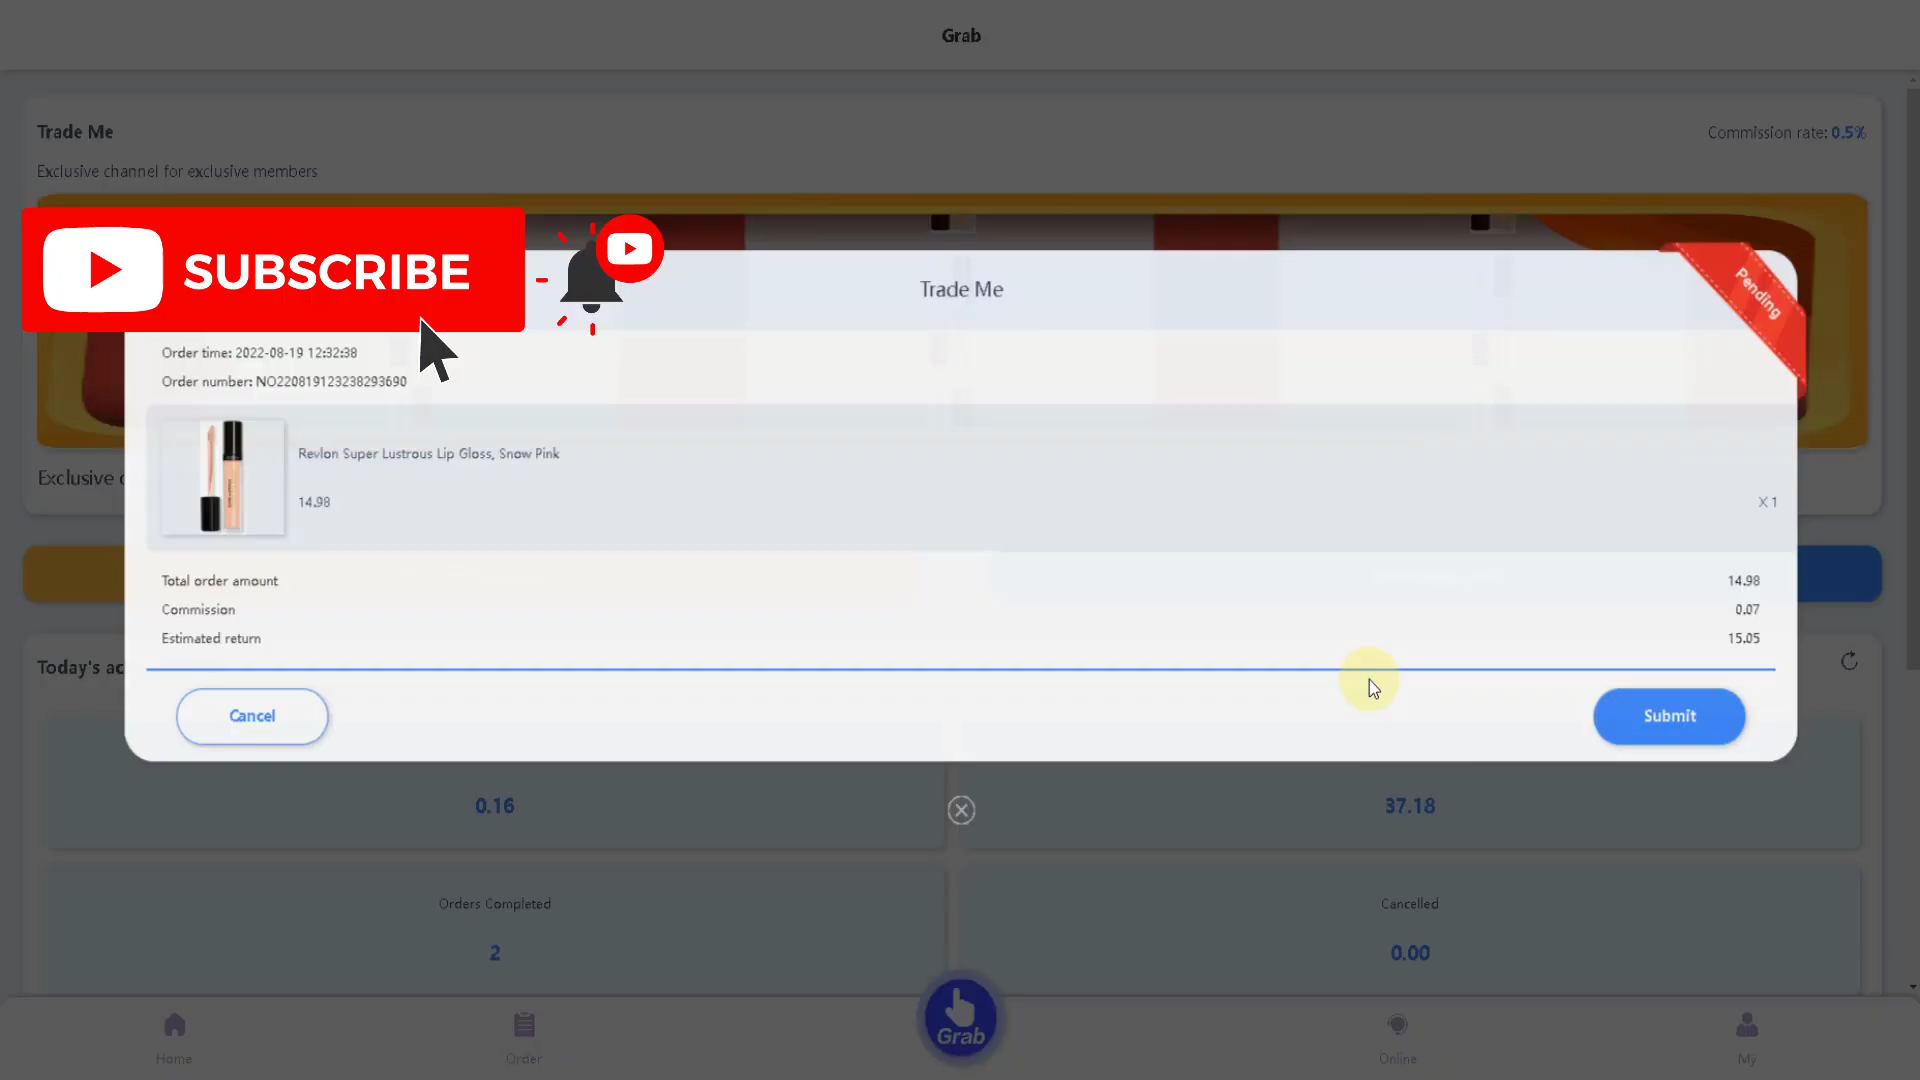 Grab
Trade Me
Commission rate: 0.5%
Exclusive channel for exclusive members
SUBSCRIBE
Trade Me
Pending
Order time: 2022-08-19 12:32:38
Order number: NO220819123238293690
Revlon Super Lustrous Lip Gloss, Snow Pink
14.98
X 1
Exclusive
Total order amount 14.98
Commission 0.07
Estimated return 15.05
Today's
Cancel
Submit
0.16
37.18
Orders Completed
Cancelled
2
0.00
Grab
Home
Order
Online
My